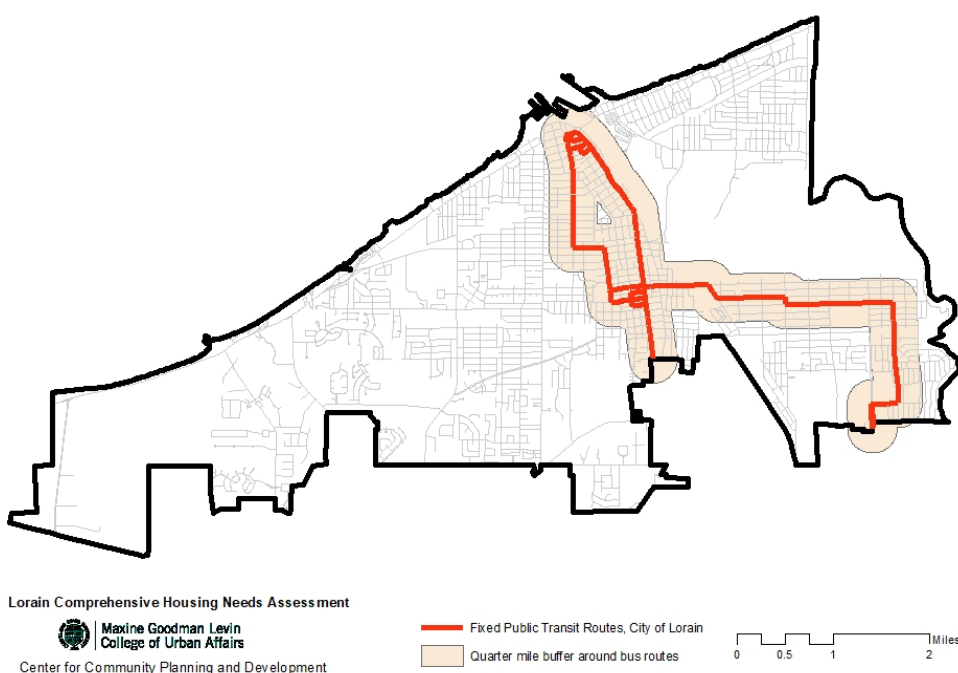 Lorain Comprehensive Housing Needs Assessment
Maxine Goodman Levin
College of Urban Affairs
Center for Community Planning and Development
Fixed Public Transit Routes, City of Lorain
Quarter mile buffer around bus routes
Miles
0 0.5 1 2